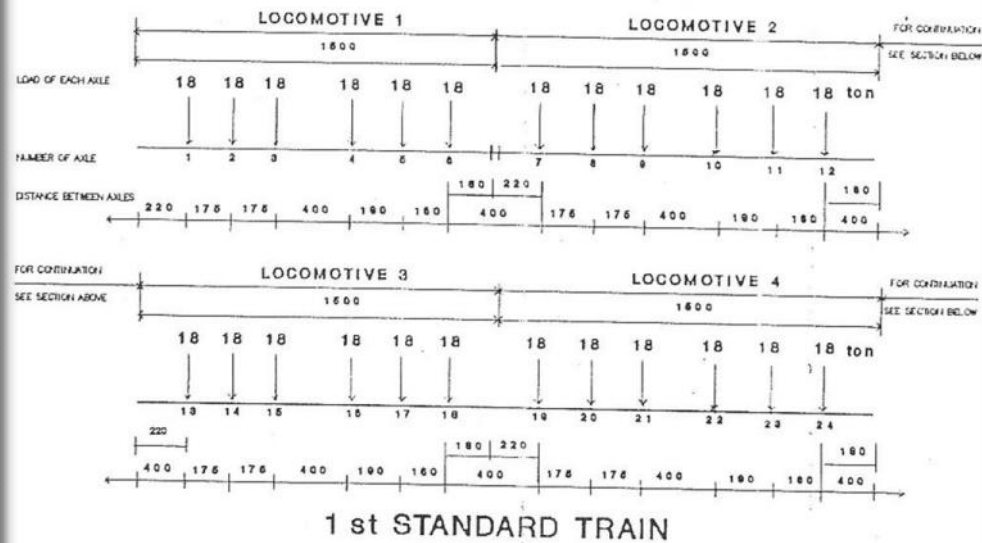 LOCOMOTIVE 1 LOCOMOTIVE 2 FOR CONTINUATION
1500 1500 SEE SECTION BELOW
LOAD OF EACH AXLE 18 18 18 18 18 18 18 18 18 18 18 18 ton
NUMBER OF AXLE 1 2 3 4 5 6 7 8 9 10 11 12
DISTANCE BETWEEN AXLES 180 220 180
220 175 175 400 190 160 400 175 175 400 190 160 400
FOR CONTINUATION LOCOMOTIVE 3 LOCOMOTIVE 4 FOR CONTINUATION
SEE SECTION ABOVE 1500 1500 SEE SECTION BELOW
18 18 18 18 18 18 18 18 18 18 18 18 ton
13 14 15 16 17 18 19 20 21 22 23 24
220 180 220 180
400 175 175 400 190 160 400 175 175 400 190 160 400
1 st STANDARD TRAIN